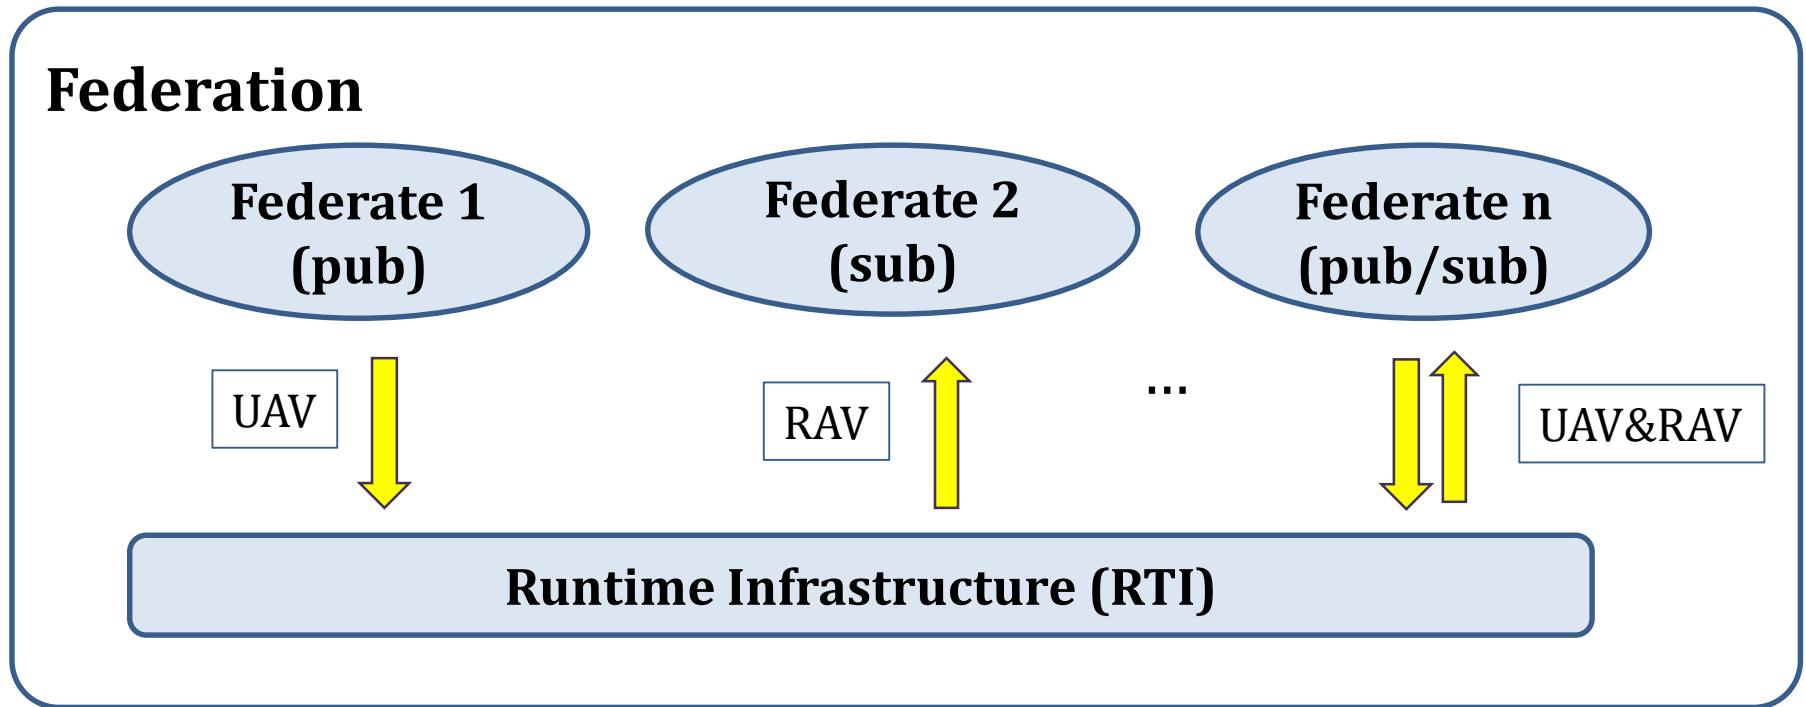 Federation
Federate 1
(pub)
Federate 2
(sub)
Federate n
(pub/sub)
UAV
RAV
...
UAV&RAV
Runtime Infrastructure (RTI)